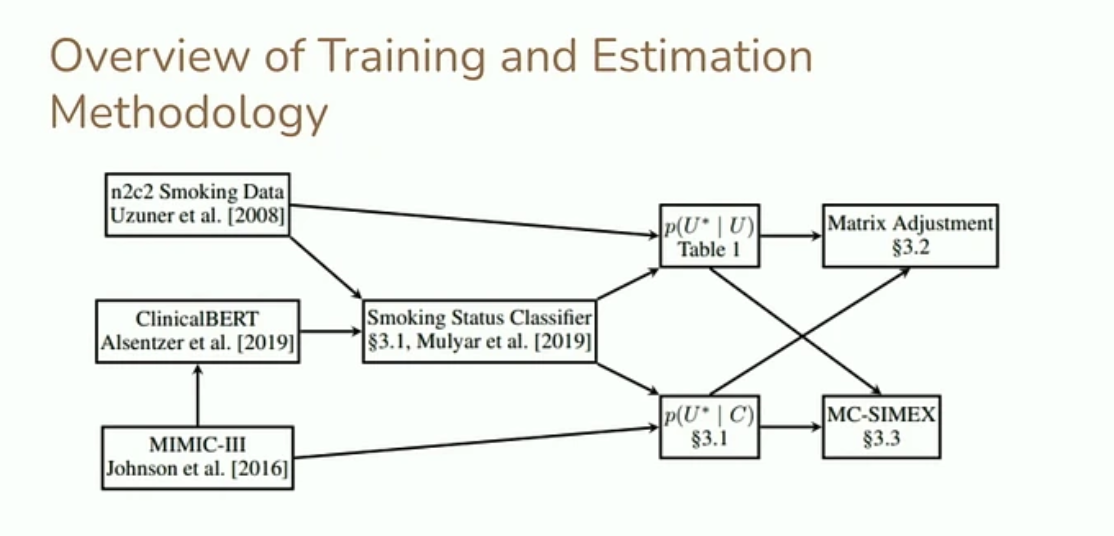 Overview of Training and Estimation
Methodology
n2c2 Smoking Data
Uzuner et al. [2008]
p(U* | U)
Table 1
Matrix Adjustment
§3.2
ClinicalBERT
Alsentzer et al. [2019]
Smoking Status Classifier
§3.1, Mulyar et al. [2019]
MIMIC-III
Johnson et al. [2016]
p(U* | C)
§3.1
MC-SIMEX
§3.3